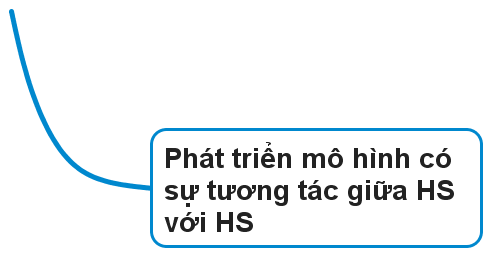 Phát triển mô hình có
sự tương tác giữa HS
với HS